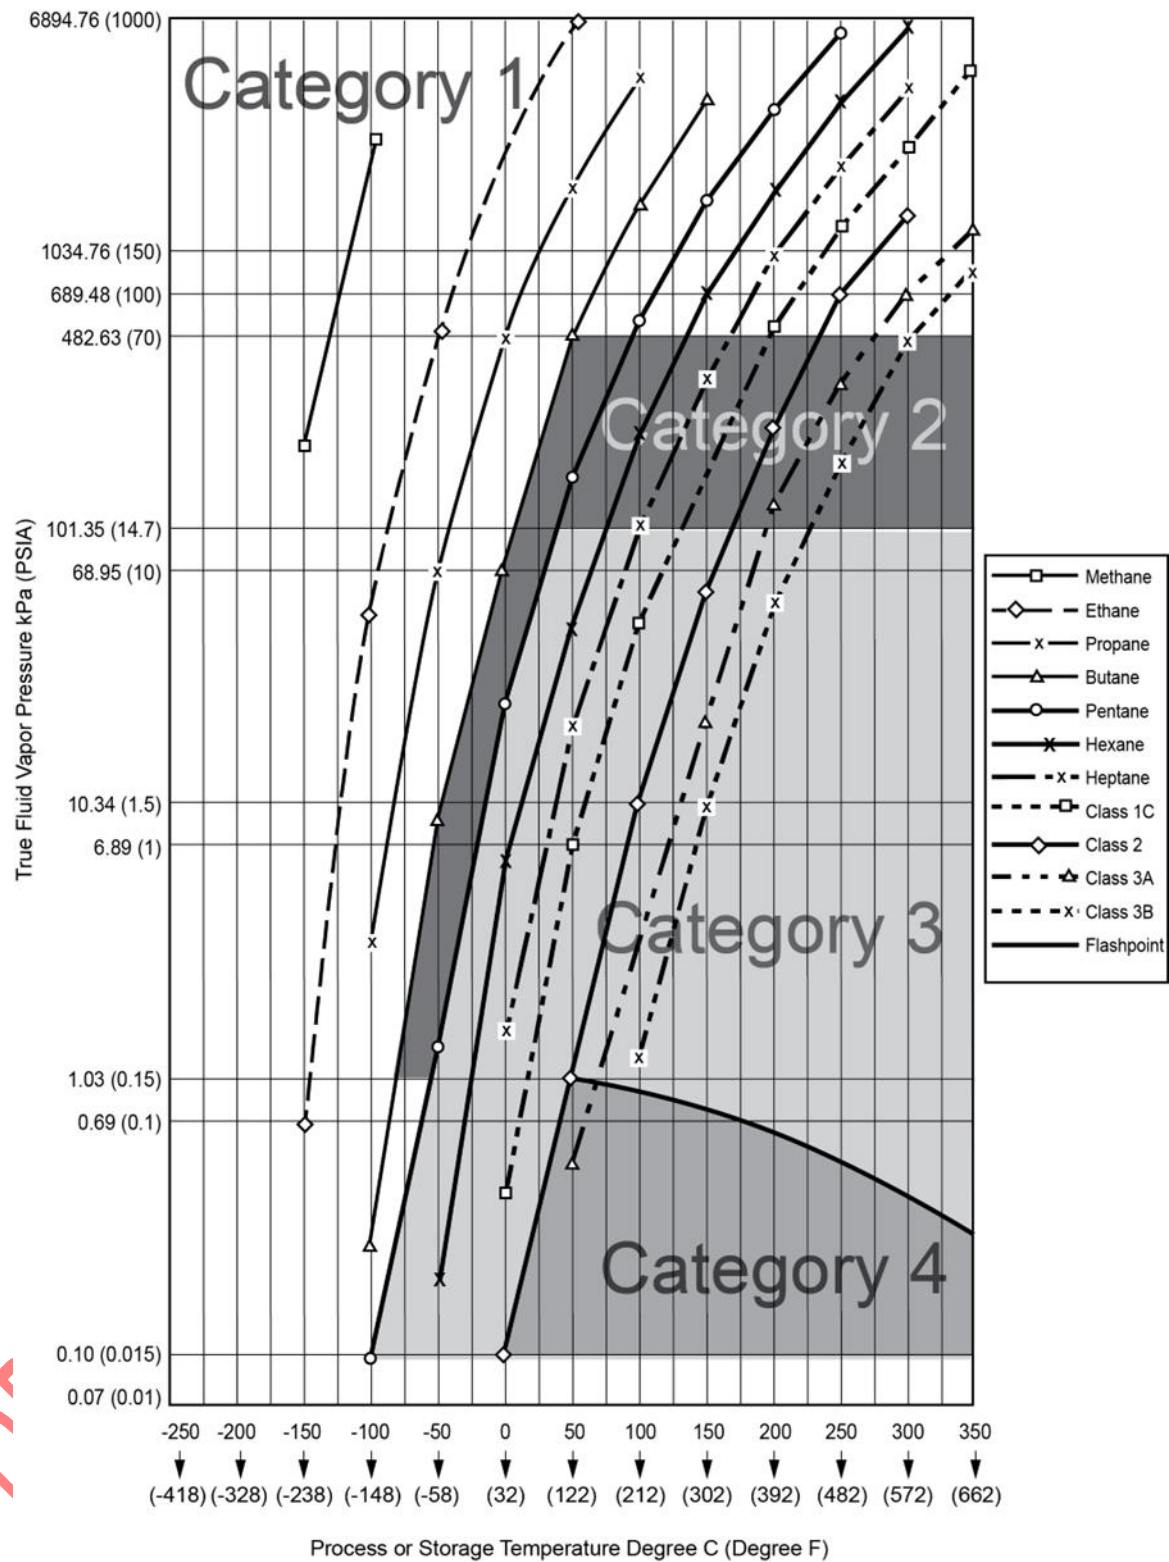 6894.76 (1000)
Category 1
1034.76 (150)
689.48 (100)
482.63 (70)
Category 2
101.35 (14.7)
68.95 (10)
True Fluid Vapor Pressure kPa (PSIA)
Methane
Ethane
Propane
Butane
Pentane
Hexane
Heptane
Class 1C
Class 2
Class 3A
Class 3B
Flashpoint
10.34 (1.5)
6.89 (1)
Category 3
1.03 (0.15)
0.69 (0.1)
Category 4
0.10 (0.015)
0.07 (0.01)
-250 -200 -150 -100 -50 0 50 100 150 200 250 300 350
(-418) (-328) (-238) (-148) (-58) (32) (122) (212) (302) (392) (482) (572) (662)
Process or Storage Temperature Degree C (Degree F)